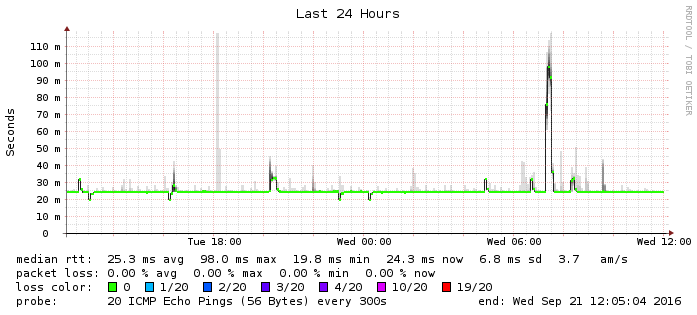 Last 24 Hours
RRDTOOL / TOBI OETIKER
Seconds
110 m
100 m
90 m
80 m
70 m
60 m
50 m
40 m
30 m
20 m
10 m
0
Tue 18:00 Wed 00:00 Wed 06:00 Wed 12:00
median rtt: 25.3 ms avg 98.0 ms max 19.8 ms min 24.3 ms now 6.8 ms sd 3.7 am/s
packet loss: 0.00 % avg 0.00 % max 0.00 % min 0.00 % now
loss color: 0 1/20 2/20 3/20 4/20 10/20 19/20
probe: 20 ICMP Echo Pings (56 Bytes) every 300s end: Wed Sep 21 12:05:04 2016